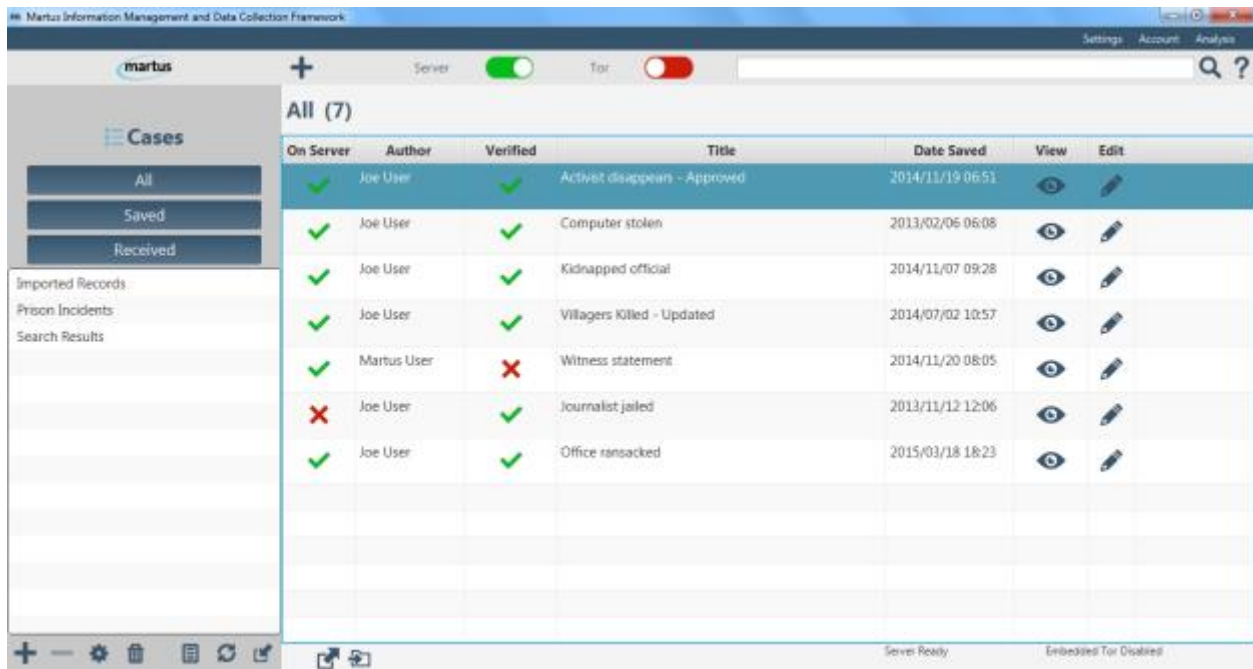 Martus Information Management and Data Collection Framework
Settings Account Analysis
martus Server Tor ?
All (7)
Cases
On Server Author Verified Title Date Saved View Edit
All
Joe User Activist disappears - Approved 2014/11/19 06:51
Saved
Joe User Computer stolen 2013/02/06 06:08
Received
Joe User Kidnapped official 2014/11/07 09:28
Imported Records
Prison Incidents
Joe User Villagers Killed - Updated 2014/07/02 10:57
Search Results
Martus User Witness statement 2014/11/20 08:05
Joe User Journalist jailed 2013/11/12 12:06
Joe User Office ransacked 2015/03/18 18:23
Server Ready Embedded Tor Disabled